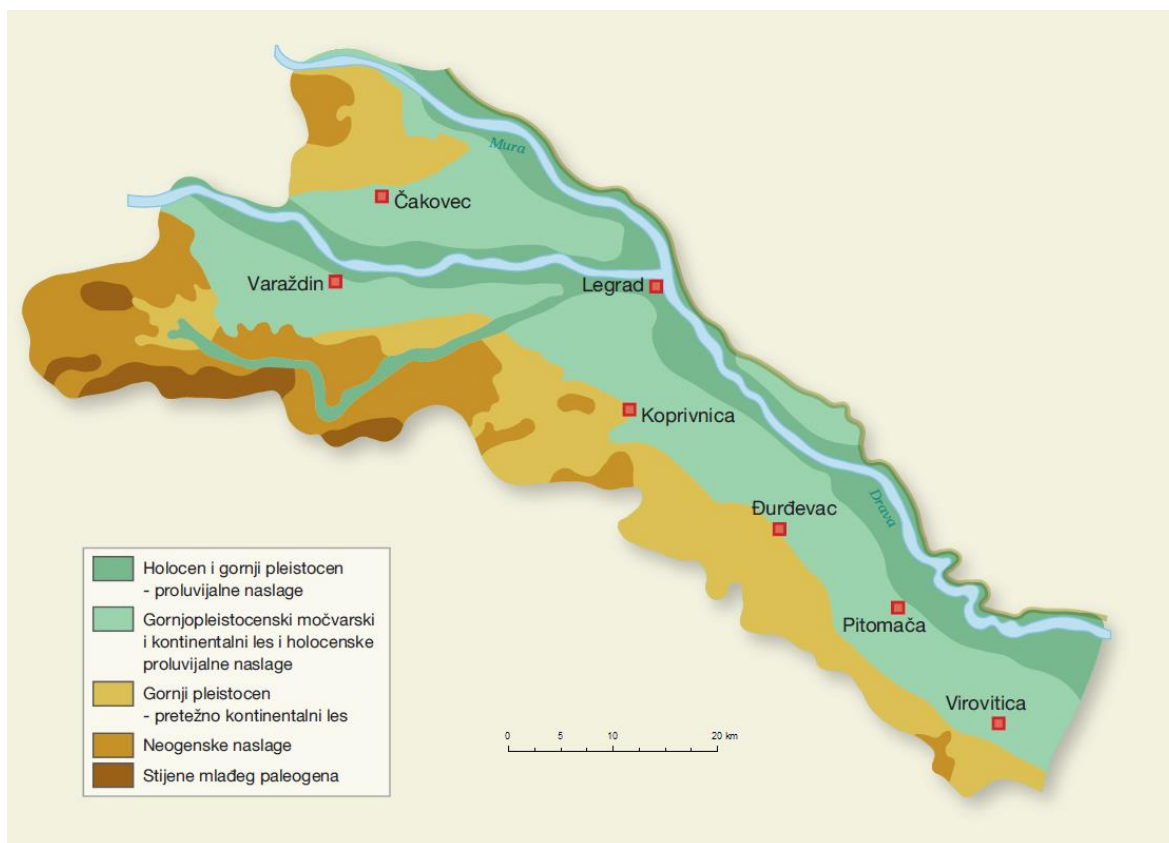 Mura
Čakovec
Varaždin
Legrad
Koprivnica
Drava
Đurđevac
Pitomača
Virovitica
Holocen i gornji pleistocen
- proluvijalne naslage
Gornjopleistocenski močvarski
i kontinentalni les i holocenske
proluvijalne naslage
Gornji pleistocen
- pretežno kontinentalni les
Neogenske naslage
Stijene mlađeg paleogena
0 5 10 20 km